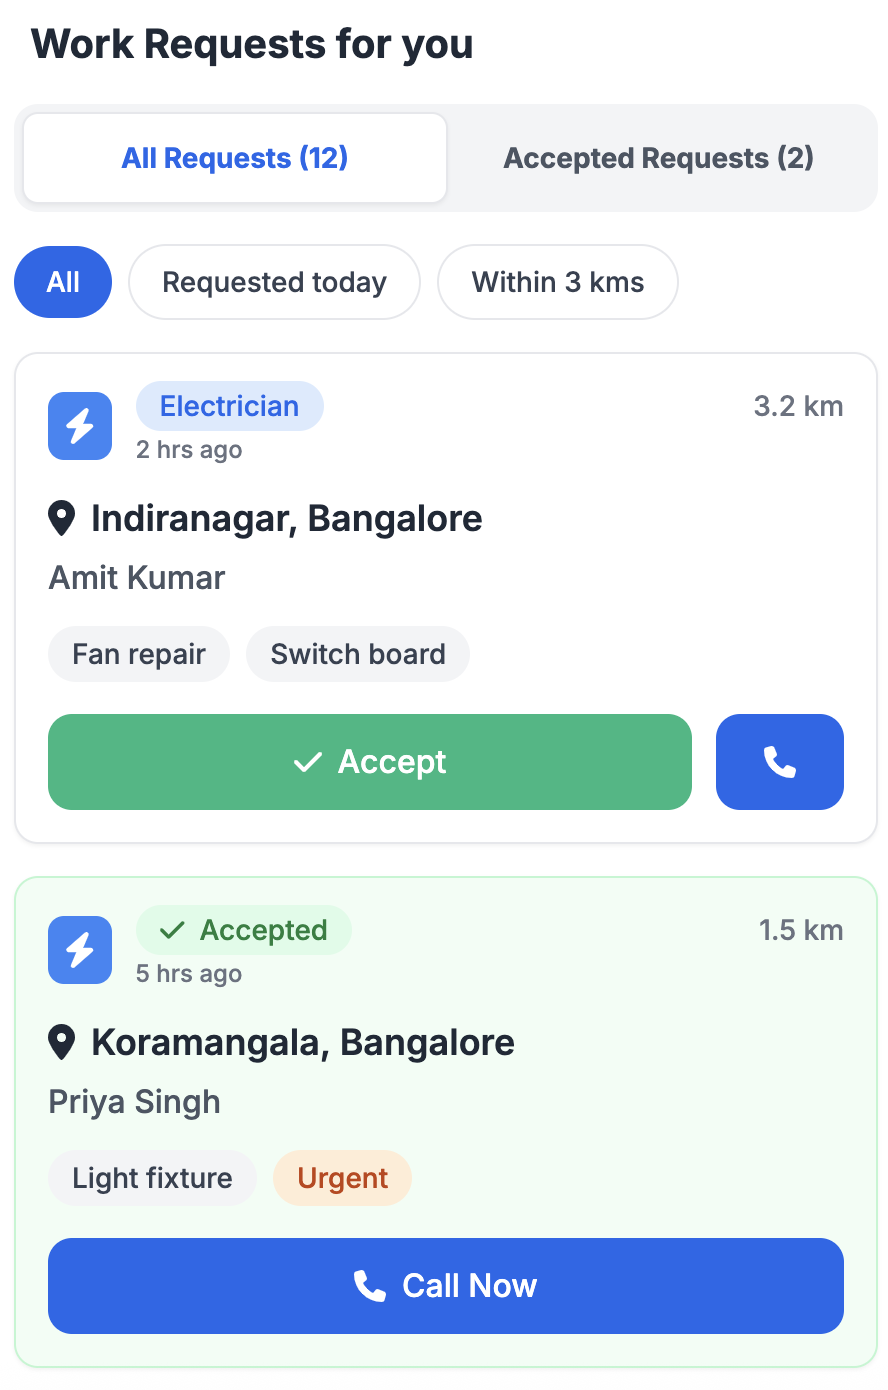 Work Requests for you
All Requests (12)
Accepted Requests (2)
All
Requested today
Within 3 kms
Electrician
3.2 km
2 hrs ago
Indiranagar, Bangalore
Amit Kumar
Fan repair
Switch board
Accept
Accepted
1.5 km
5 hrs ago
Koramangala, Bangalore
Priya Singh
Light fixture
Urgent
Call Now